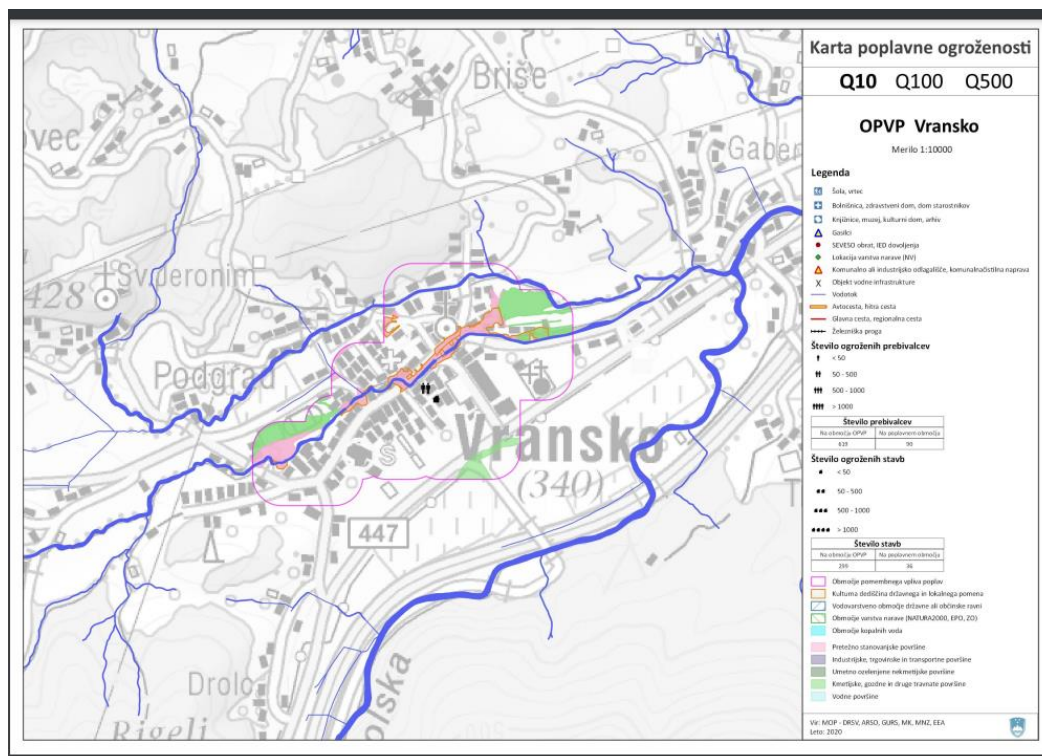 Karta poplavne ogroženosti
Q10 Q100 Q500
OPVP Vransko
Merilo 1:10000
Legenda
Šola, vrtec
Bolnišnica, zdravstveni dom, dom starostnikov
Knjižnice, muzej, kulturni dom, arhiv
Gasilci
SEVESO obrat, IED dovoljenja
Lokacija varstva narave (NV)
Komunalno ali industrijsko odlagališče, komunalnačistilna naprava
Objekt vodne infrastrukture
Vodotok
Avtocesta, hitra cesta
Glavna cesta, regionalna cesta
Železniška proga
Število ogroženih prebivalcev
< 50
50 - 500
500 - 1000
> 1000
Število prebivalcev
Na območju OPVP Na poplavnem območju
90
Število ogroženih stavb
< 50
50 - 500
500 - 1000
> 1000
Število stavb
Na območju OPVP Na poplavnem območju
36
Območje pomembnega vpliva poplav
Kulturna dediščina državnega in lokalnega pomena
Vodovarstveno območje državne ali občinske ravni
Območje varstva narave (NATURA2000, EPO, ZO)
Območje kopalnih voda
Pretežno stanovanjske površine
Industrijske, trgovinske in transportne površine
Umetno ozelenjene nekmetijske površine
Kmetijske, gozdne in druge travnate površine
Vodne površine
Vir: MOP - DRSV, ARSO, GURS, MK, MNZ, EEA
Leto: 2020
Briše
ovec
Gaber
428
Podgrad
Vransko
(340)
447
Drolc
Rigelj
olska